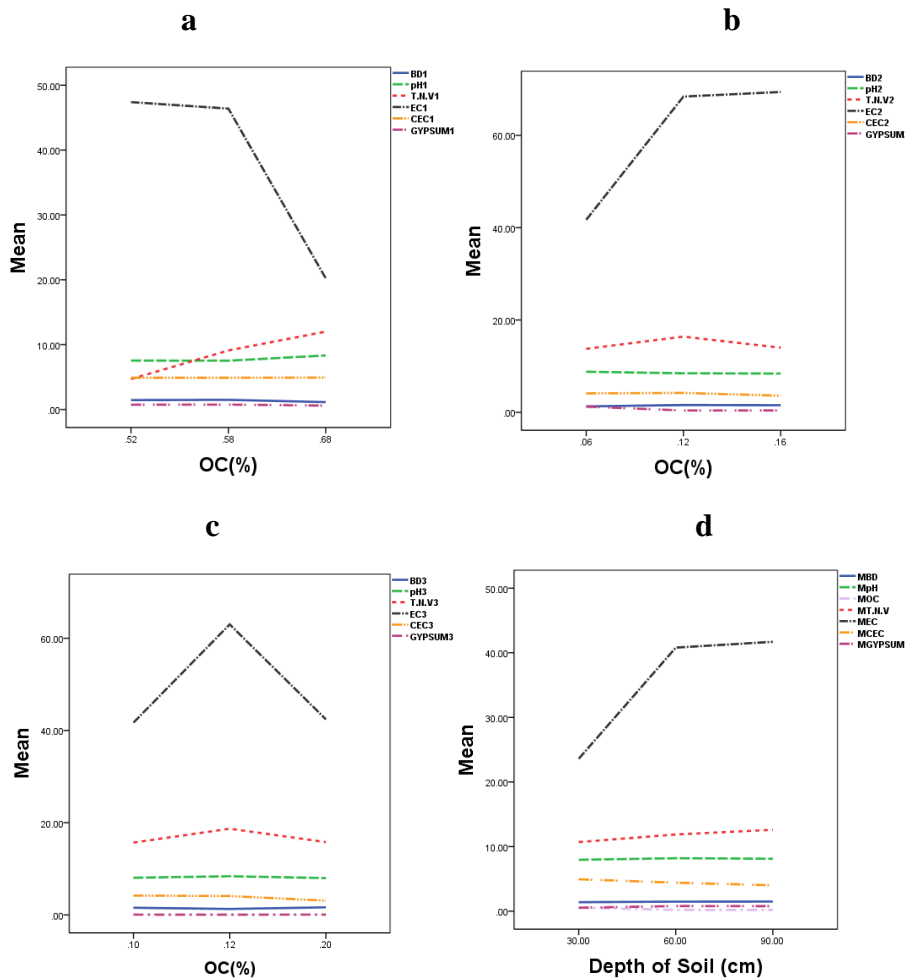 a
50.00
40.00
30.00
20.00
10.00
.00
Mean
.52
.58
.68
OC(%)
BD1
pH1
T.N.V1
EC1
CEC1
GYPSUM1
b
60.00
40.00
20.00
.00
Mean
.06
.12
.16
OC(%)
BD2
pH2
T.N.V2
EC2
CEC2
GYPSUM
c
60.00
40.00
20.00
.00
Mean
.10
.12
.20
OC(%)
BD3
pH3
T.N.V3
EC3
CEC3
GYPSUM3
d
50.00
40.00
30.00
20.00
10.00
.00
Mean
30.00
60.00
90.00
Depth of Soil (cm)
MBD
MpH
MOC
MT.N.V
MEC
MCEC
MGYPSUM